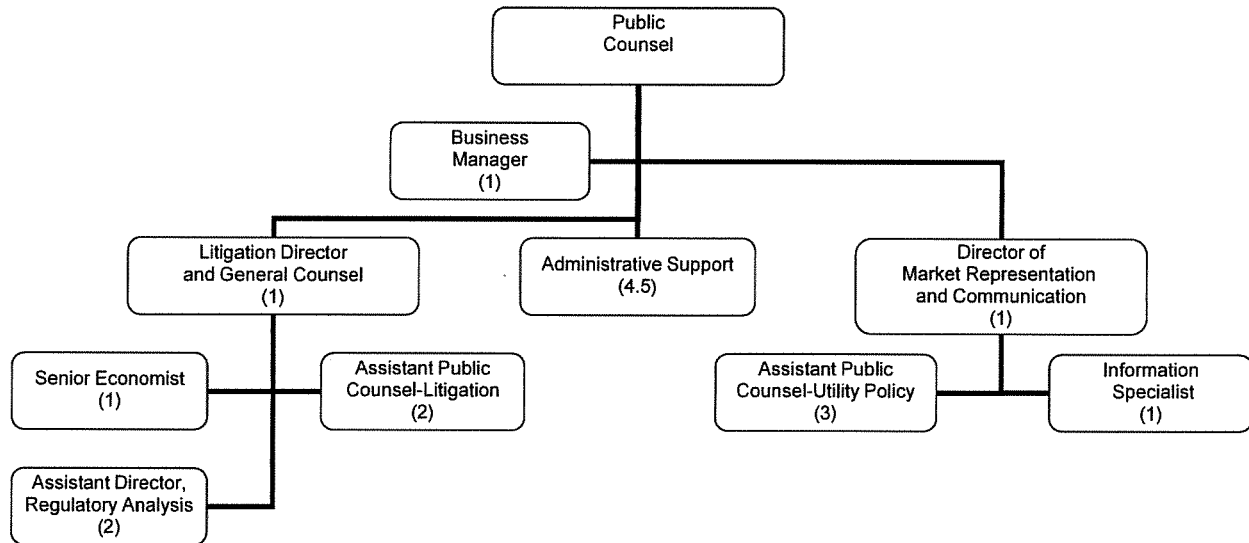 Public
Counsel
Business
Manager
(1)
Litigation Director
and General Counsel
(1)
Administrative Support
(4.5)
Director of
Market Representation
and Communication
(1)
Senior Economist
(1)
Assistant Public
Counsel-Litigation
(2)
Assistant Public
Counsel-Utility Policy
(3)
Information
Specialist
(1)
Assistant Director,
Regulatory Analysis
(2)